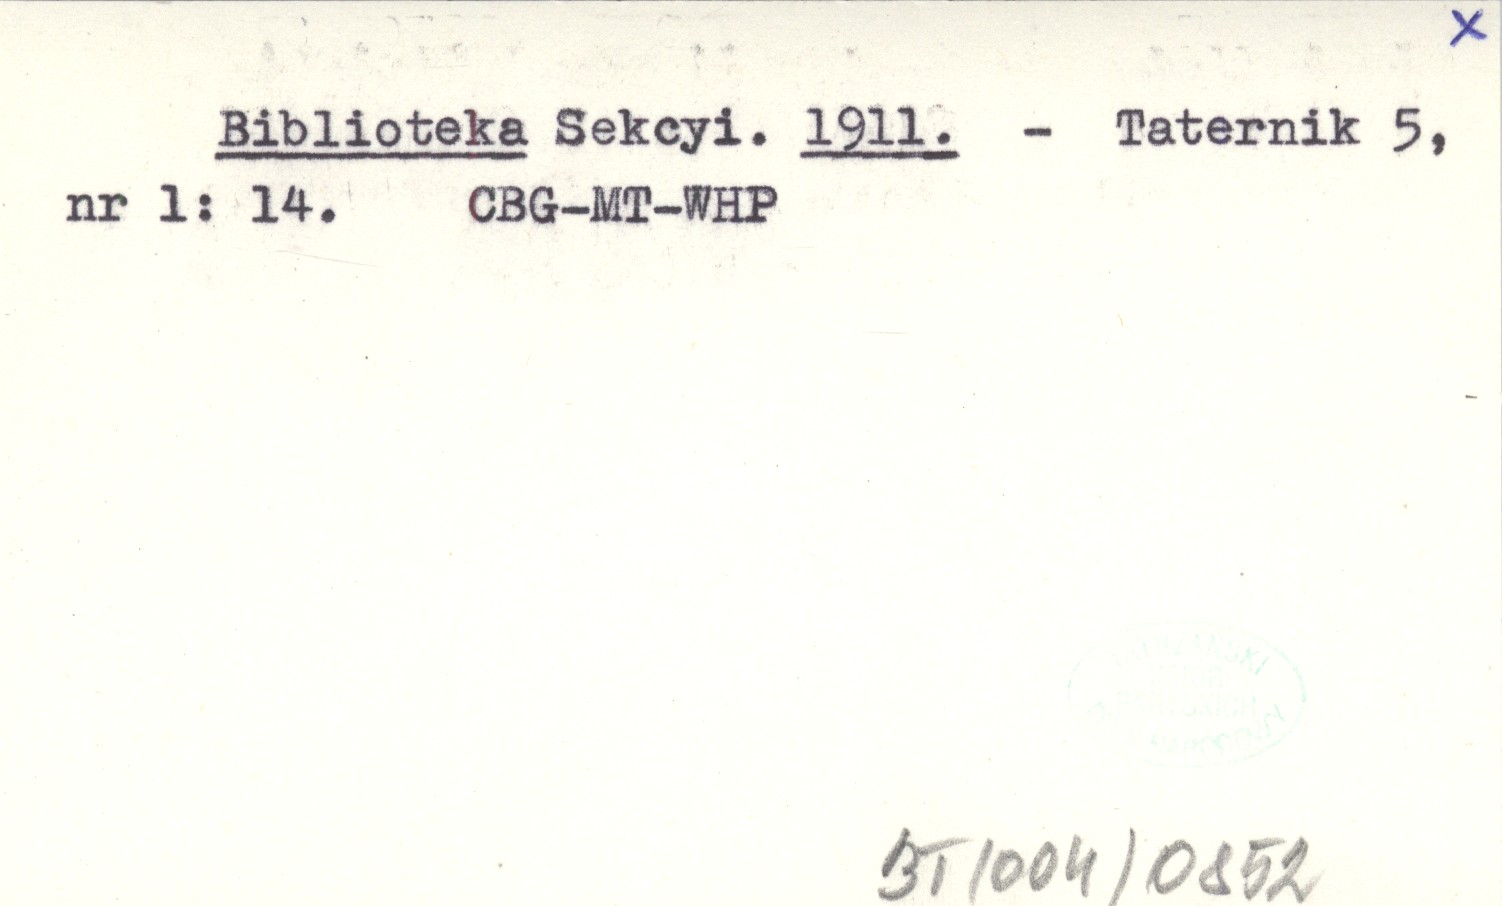 x
Biblioteka Sekcyi. 1911. - Taternik 5,
nr 1: 14. CBG-MT-WHP
BT/004/0852